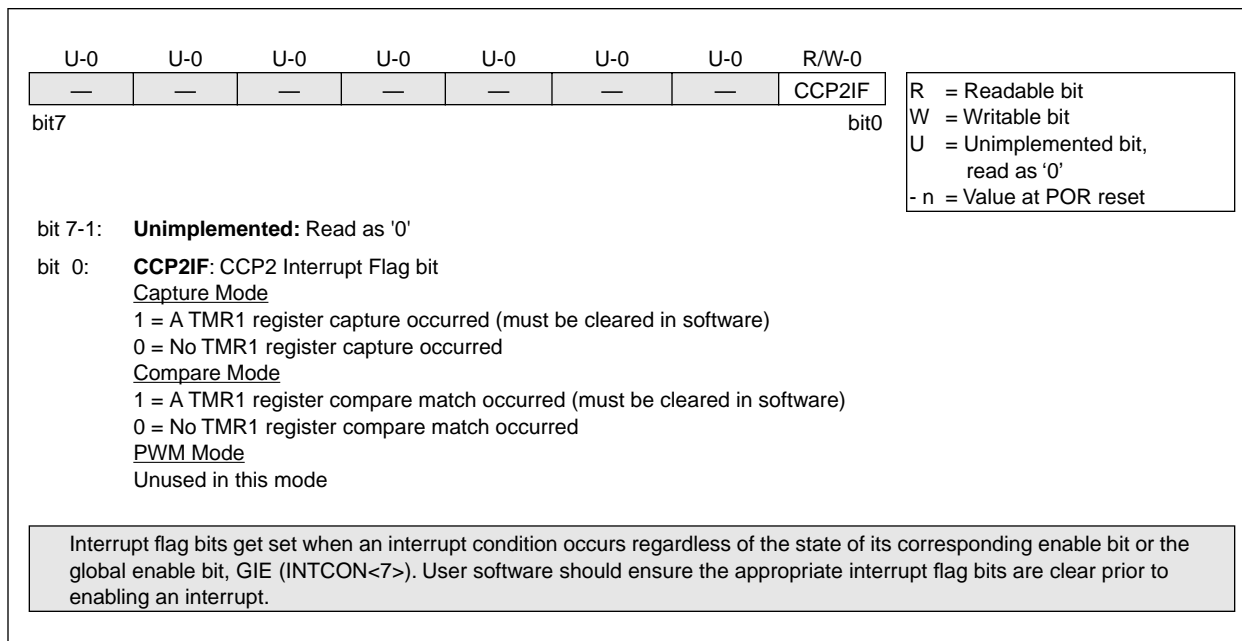 U-0 U-0 U-0 U-0 U-0 U-0 U-0 R/W-0
— — — — — — — CCP2IF
bit7 bit0
R = Readable bit
W = Writable bit
U = Unimplemented bit,
read as ‘0’
- n = Value at POR reset
bit 7-1: Unimplemented: Read as '0'
bit 0: CCP2IF: CCP2 Interrupt Flag bit
Capture Mode
1 = A TMR1 register capture occurred (must be cleared in software)
0 = No TMR1 register capture occurred
Compare Mode
1 = A TMR1 register compare match occurred (must be cleared in software)
0 = No TMR1 register compare match occurred
PWM Mode
Unused in this mode
Interrupt flag bits get set when an interrupt condition occurs regardless of the state of its corresponding enable bit or the
global enable bit, GIE (INTCON<7>). User software should ensure the appropriate interrupt flag bits are clear prior to
enabling an interrupt.